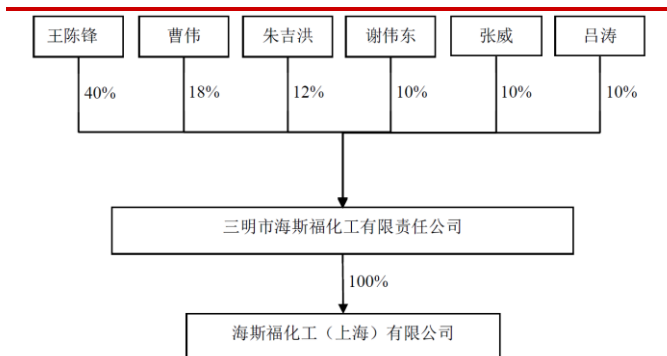 王陈锋 曹伟 朱吉洪 谢伟东 张威 吕涛
40% 18% 12% 10% 10% 10%
三明市海斯福化工有限责任公司
100%
海斯福化工（上海）有限公司